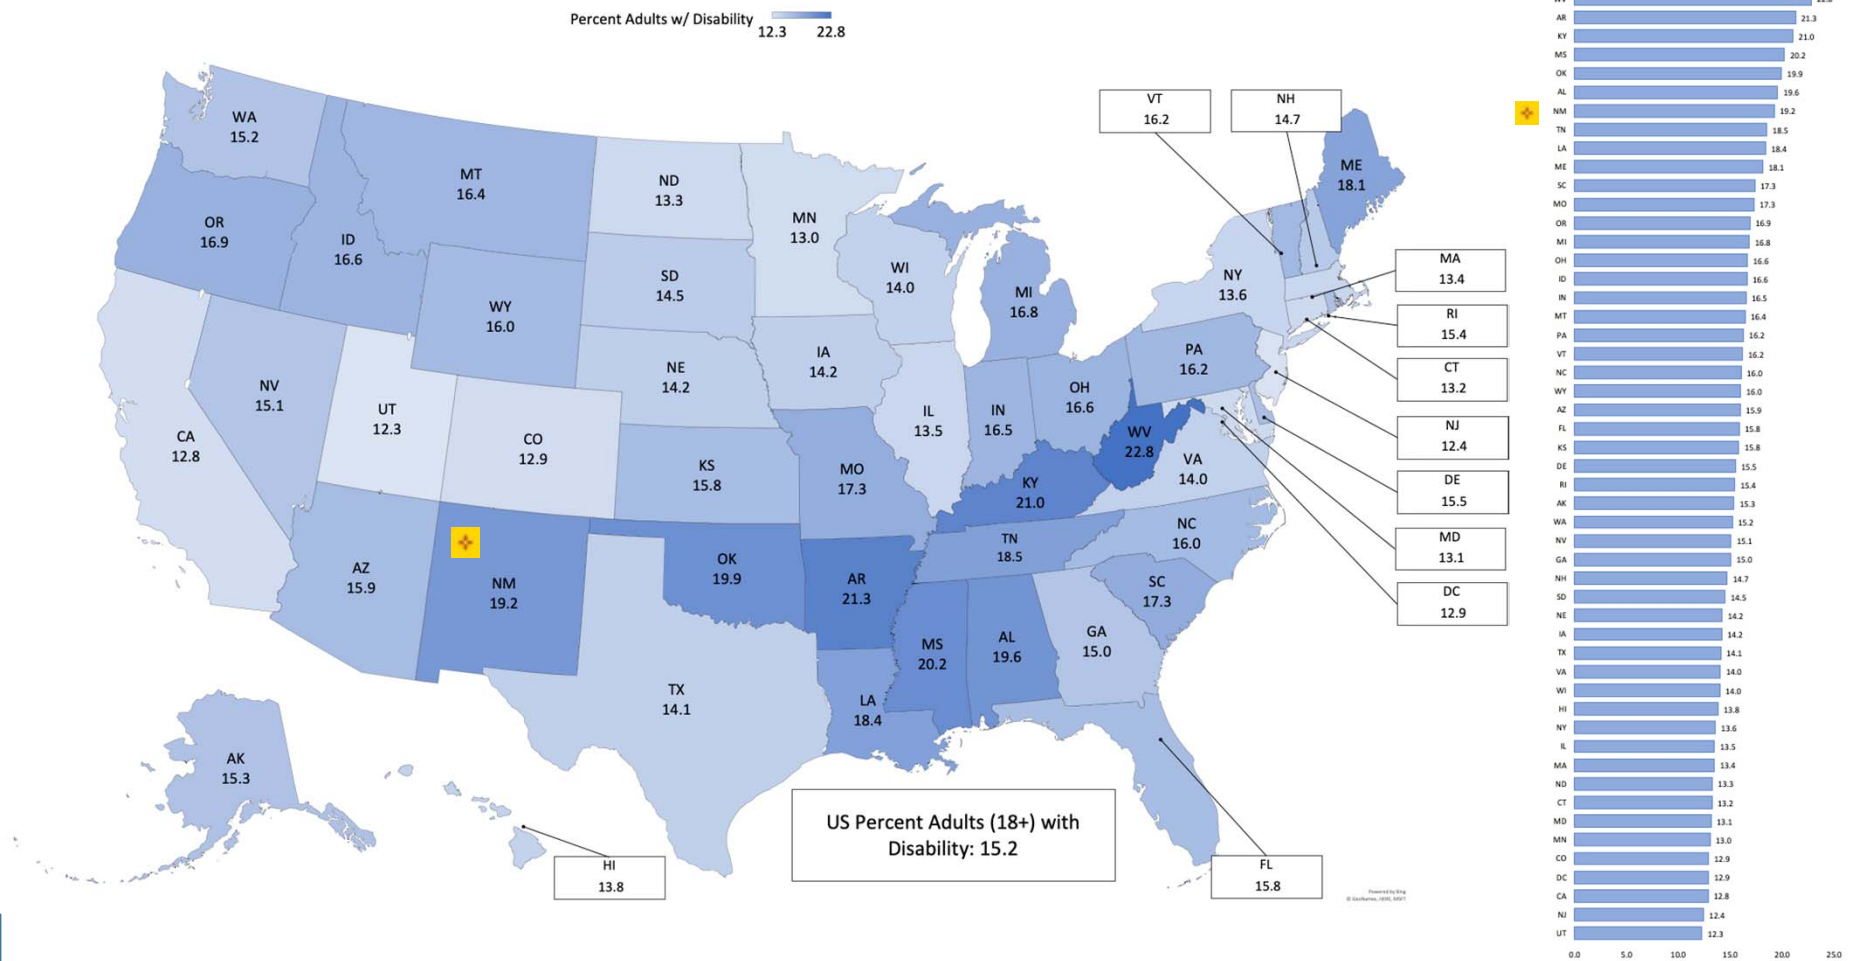 Percent Adults w/ Disability
12.3 22.8
WA
15.2
MT
16.4
ND
13.3
MN
13.0
OR
16.9
ID
16.6
SD
14.5
WI
14.0
MI
16.8
WY
16.0
NE
14.2
IA
14.2
NV
15.1
UT
12.3
CO
12.9
CA
12.8
KS
15.8
MO
17.3
IL
13.5
IN
16.5
OH
16.6
PA
16.2
NY
13.6
ME
18.1
VT
16.2
NH
14.7
MA
13.4
RI
15.4
CT
13.2
NJ
12.4
DE
15.5
MD
13.1
DC
12.9
WV
22.8
VA
14.0
KY
21.0
NC
16.0
TN
18.5
SC
17.3
AZ
15.9
NM
19.2
OK
19.9
AR
21.3
MS
20.2
AL
19.6
GA
15.0
TX
14.1
LA
18.4
AK
15.3
HI
13.8
FL
15.8
US Percent Adults (18+) with
Disability: 15.2
Powered by Bing
© GeoNames, HERE, MSFT
AR 21.3
KY 21.0
MS 20.2
OK 19.9
AL 19.6
NM 19.2
TN 18.5
LA 18.4
ME 18.1
SC 17.3
MO 17.3
OR 16.9
MI 16.8
OH 16.6
ID 16.6
IN 16.5
MT 16.4
PA 16.2
VT 16.2
NC 16.0
WY 16.0
AZ 15.9
FL 15.8
KS 15.8
DE 15.5
RI 15.4
AK 15.3
WA 15.2
NV 15.1
GA 15.0
NH 14.7
SD 14.5
NE 14.2
IA 14.2
TX 14.1
VA 14.0
WI 14.0
HI 13.8
NY 13.6
IL 13.5
MA 13.4
ND 13.3
CT 13.2
MD 13.1
MN 13.0
CO 12.9
DC 12.9
CA 12.8
NJ 12.4
UT 12.3
0.0 5.0 10.0 15.0 20.0 25.0